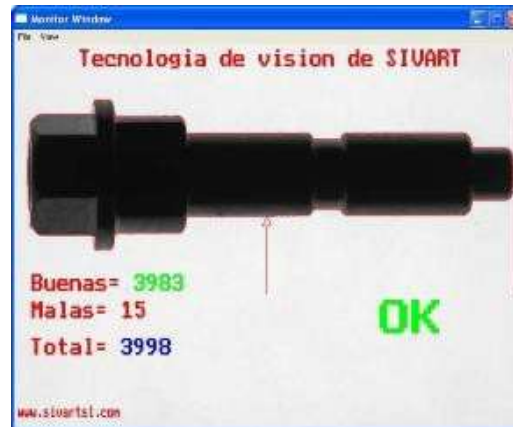 Monitor Window
File View
Tecnologia de vision de SIVART
Buenas= 3983
Malas= 15
OK
Total= 3998
www.sivartsl.com